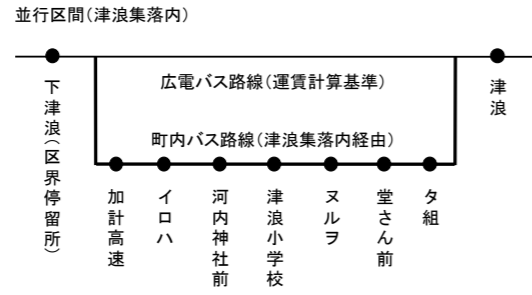 並行区間(津浪集落内)
下津浪(区界停留所)
広電バス路線(運賃計算基準)
津浪
町内バス路線(津浪集落内経由)
加計高速
イロハ
河内神社前
津浪小学校
ヌルヲ
堂さん前
タ組